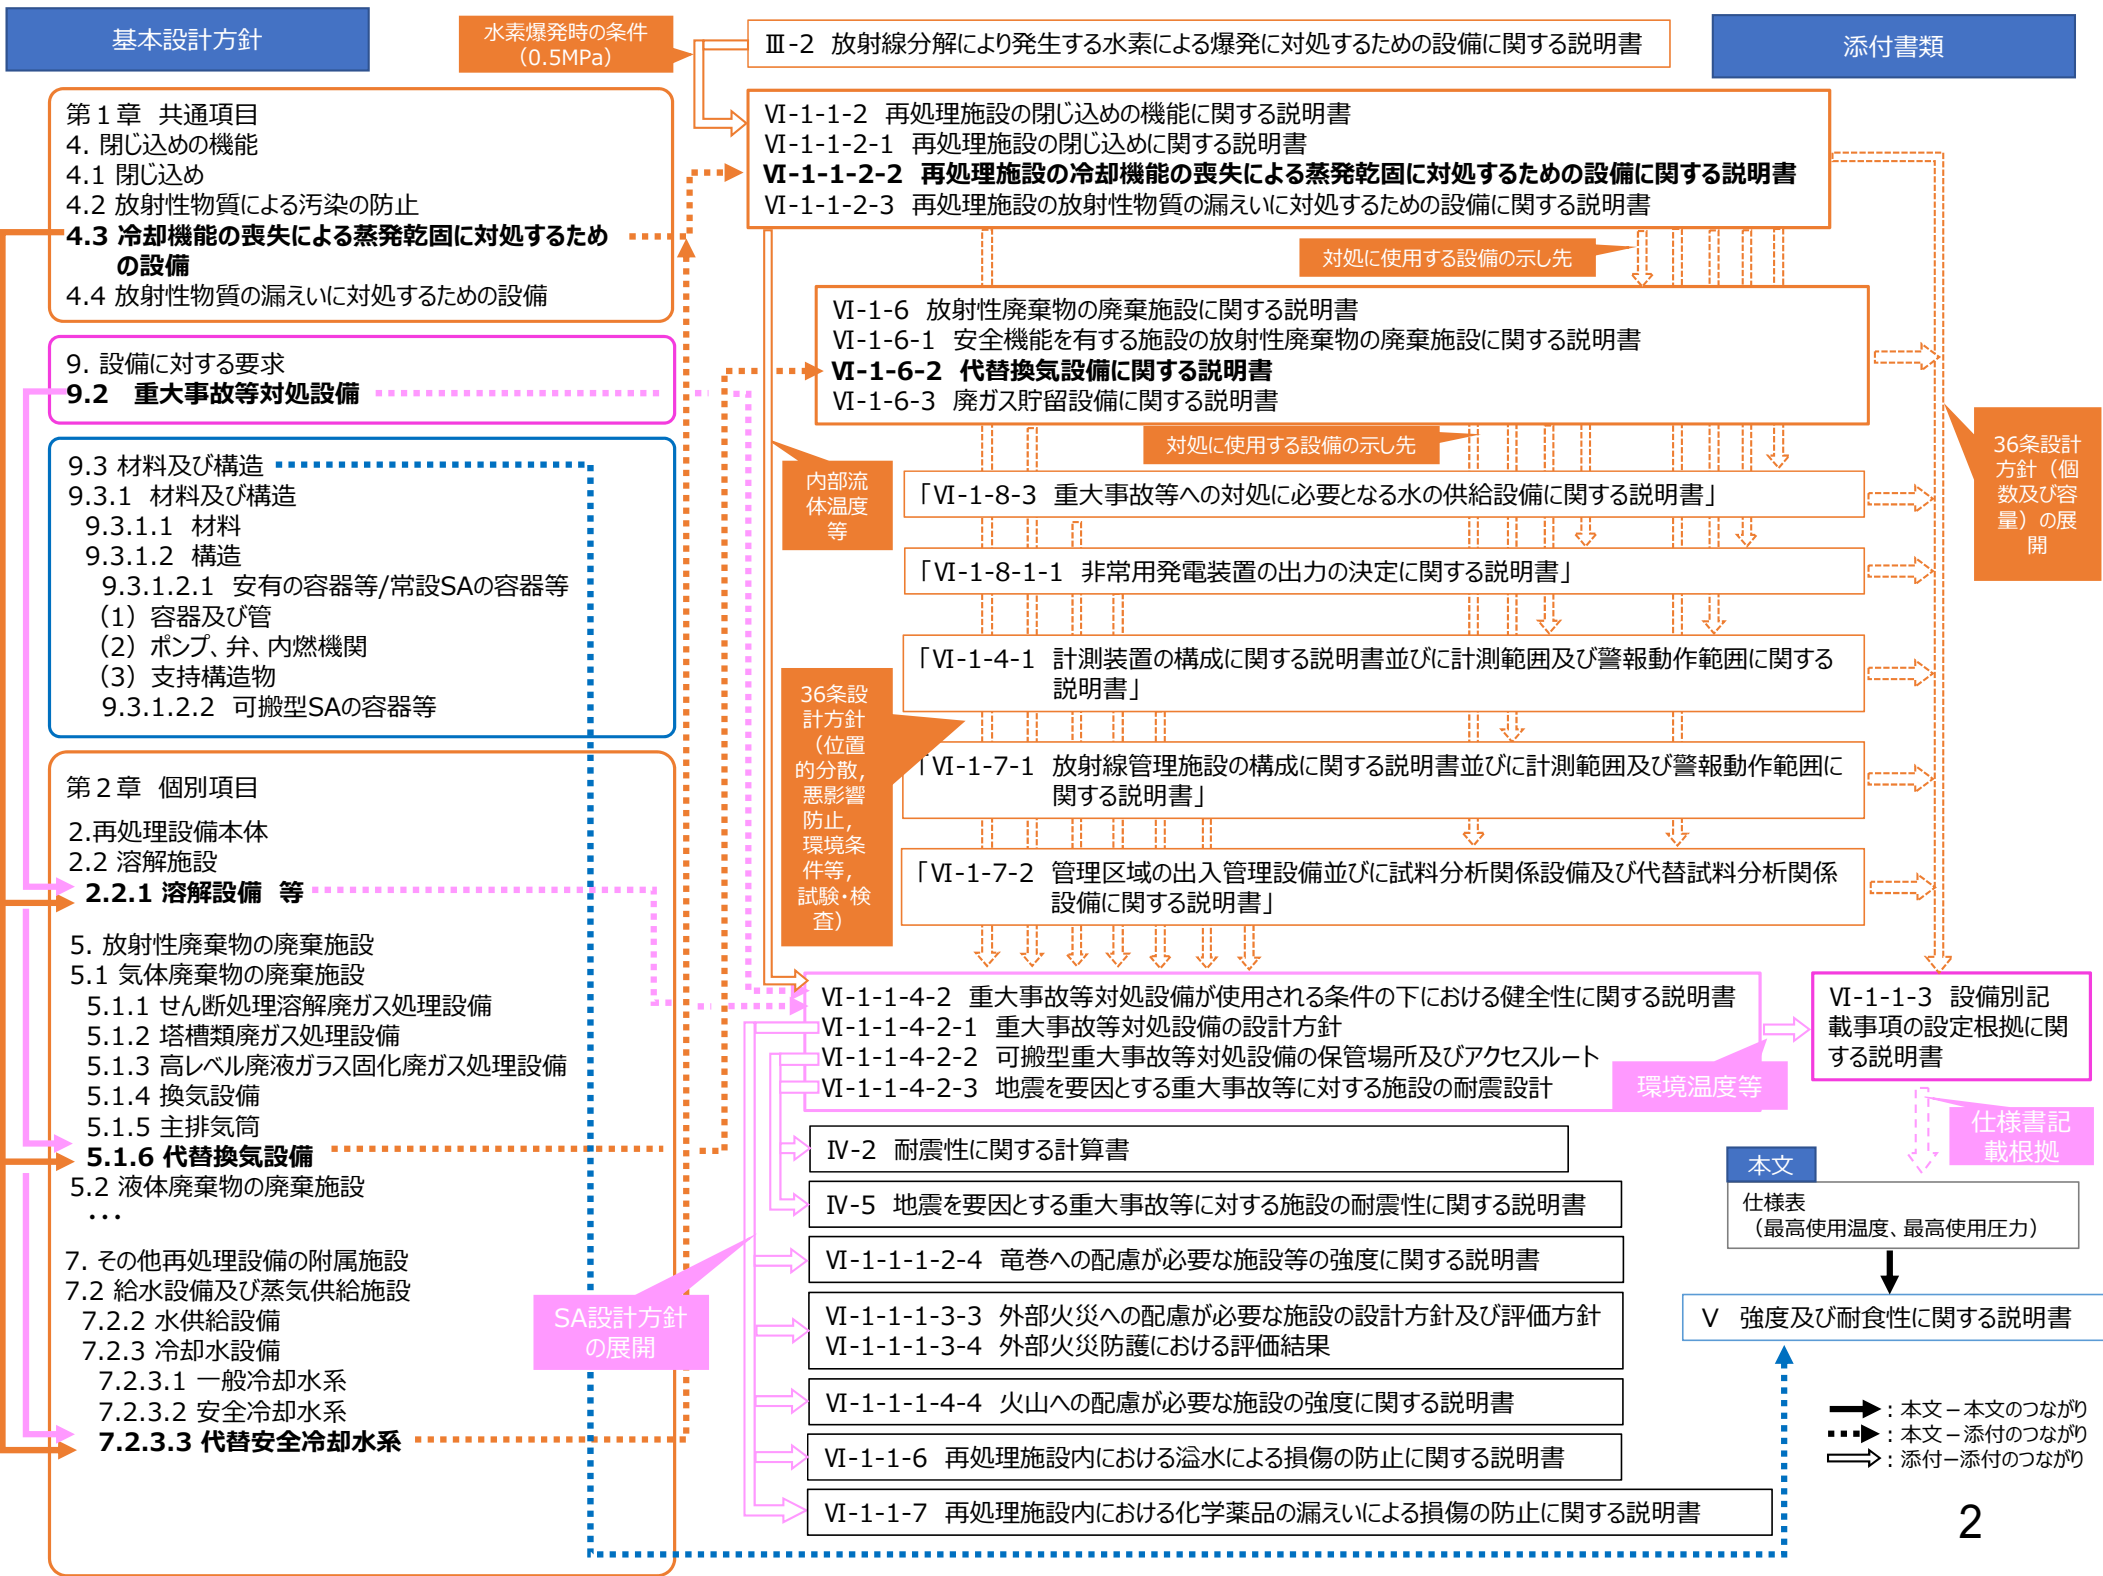 基本設計方針
水素爆発時の条件
（0.5MPa）
Ⅲ-2 放射線分解により発生する水素による爆発に対処するための設備に関する説明書
添付書類
第１章 共通項目
4. 閉じ込めの機能
4.1 閉じ込め
4.2 放射性物質による汚染の防止
4.3 冷却機能の喪失による蒸発乾固に対処するため
の設備
4.4 放射性物質の漏えいに対処するための設備
9. 設備に対する要求
9.2 重大事故等対処設備
9.3 材料及び構造
9.3.1 材料及び構造
9.3.1.1 材料
9.3.1.2 構造
9.3.1.2.1 安有の容器等/常設SAの容器等
（1）容器及び管
（2）ポンプ、弁、内燃機関
（3）支持構造物
9.3.1.2.2 可搬型SAの容器等
第２章 個別項目
2.再処理設備本体
2.2 溶解施設
2.2.1 溶解設備 等
5. 放射性廃棄物の廃棄施設
5.1 気体廃棄物の廃棄施設
5.1.1 せん断処理溶解廃ガス処理設備
5.1.2 塔槽類廃ガス処理設備
5.1.3 高レベル廃液ガラス固化廃ガス処理設備
5.1.4 換気設備
5.1.5 主排気筒
5.1.6 代替換気設備
5.2 液体廃棄物の廃棄施設
・・・
7. その他再処理設備の附属施設
7.2 給水設備及び蒸気供給施設
7.2.2 水供給設備
7.2.3 冷却水設備
7.2.3.1 一般冷却水系
7.2.3.2 安全冷却水系
7.2.3.3 代替安全冷却水系
Ⅵ-1-1-2 再処理施設の閉じ込めの機能に関する説明書
Ⅵ-1-1-2-1 再処理施設の閉じ込めに関する説明書
Ⅵ-1-1-2-2 再処理施設の冷却機能の喪失による蒸発乾固に対処するための設備に関する説明書
Ⅵ-1-1-2-3 再処理施設の放射性物質の漏えいに対処するための設備に関する説明書
対処に使用する設備の示し先
Ⅵ-1-6 放射性廃棄物の廃棄施設に関する説明書
Ⅵ-1-6-1 安全機能を有する施設の放射性廃棄物の廃棄施設に関する説明書
Ⅵ-1-6-2 代替換気設備に関する説明書
Ⅵ-1-6-3 廃ガス貯留設備に関する説明書
対処に使用する設備の示し先
内部流
体温度
等
36条設計
方針（個
数及び容
量）の展
開
「Ⅵ-1-8-3 重大事故等への対処に必要となる水の供給設備に関する説明書」
「Ⅵ-1-8-1-1 非常用発電装置の出力の決定に関する説明書」
「Ⅵ-1-4-1 計測装置の構成に関する説明書並びに計測範囲及び警報動作範囲に関する
説明書」
36条設
計方針
（位置
的分散，
悪影響
防止，
環境条
件等，
試験・検
査）
「Ⅵ-1-7-1 放射線管理施設の構成に関する説明書並びに計測範囲及び警報動作範囲に
関する説明書」
「Ⅵ-1-7-2 管理区域の出入管理設備並びに試料分析関係設備及び代替試料分析関係
設備に関する説明書」
Ⅵ-1-1-4-2 重大事故等対処設備が使用される条件の下における健全性に関する説明書
Ⅵ-1-1-4-2-1 重大事故等対処設備の設計方針
Ⅵ-1-1-4-2-2 可搬型重大事故等対処設備の保管場所及びアクセスルート
Ⅵ-1-1-4-2-3 地震を要因とする重大事故等に対する施設の耐震設計
環境温度等
Ⅵ-1-1-3 設備別記
載事項の設定根拠に関
する説明書
仕様書記
載根拠
Ⅳ-2 耐震性に関する計算書
Ⅳ-5 地震を要因とする重大事故等に対する施設の耐震性に関する説明書
Ⅵ-1-1-1-2-4 竜巻への配慮が必要な施設等の強度に関する説明書
Ⅵ-1-1-1-3-3 外部火災への配慮が必要な施設の設計方針及び評価方針
Ⅵ-1-1-1-3-4 外部火災防護における評価結果
Ⅵ-1-1-1-4-4 火山への配慮が必要な施設の強度に関する説明書
Ⅵ-1-1-6 再処理施設内における溢水による損傷の防止に関する説明書
Ⅵ-1-1-7 再処理施設内における化学薬品の漏えいによる損傷の防止に関する説明書
SA設計方針
の展開
本文
仕様表
（最高使用温度、最高使用圧力）
Ⅴ 強度及び耐食性に関する説明書
：本文－本文のつながり
：本文－添付のつながり
：添付－添付のつながり
2